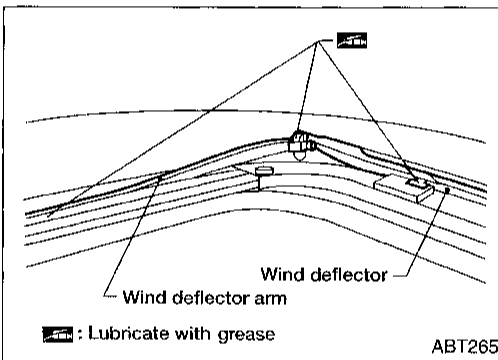 Wind deflector
Wind deflector arm
: Lubricate with grease
ABT265